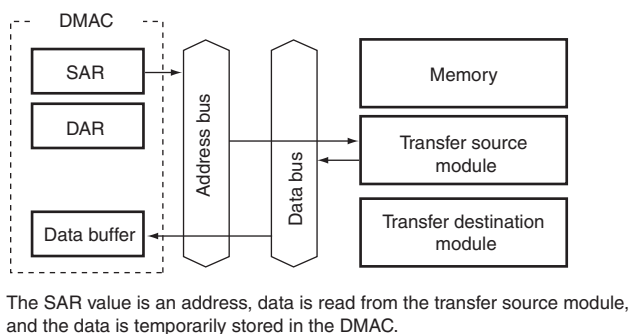 DMAC
SAR
DAR
Data buffer
Address bus
Data bus
Memory
Transfer source
module
Transfer destination
module
The SAR value is an address, data is read from the transfer source module,
and the data is temporarily stored in the DMAC.